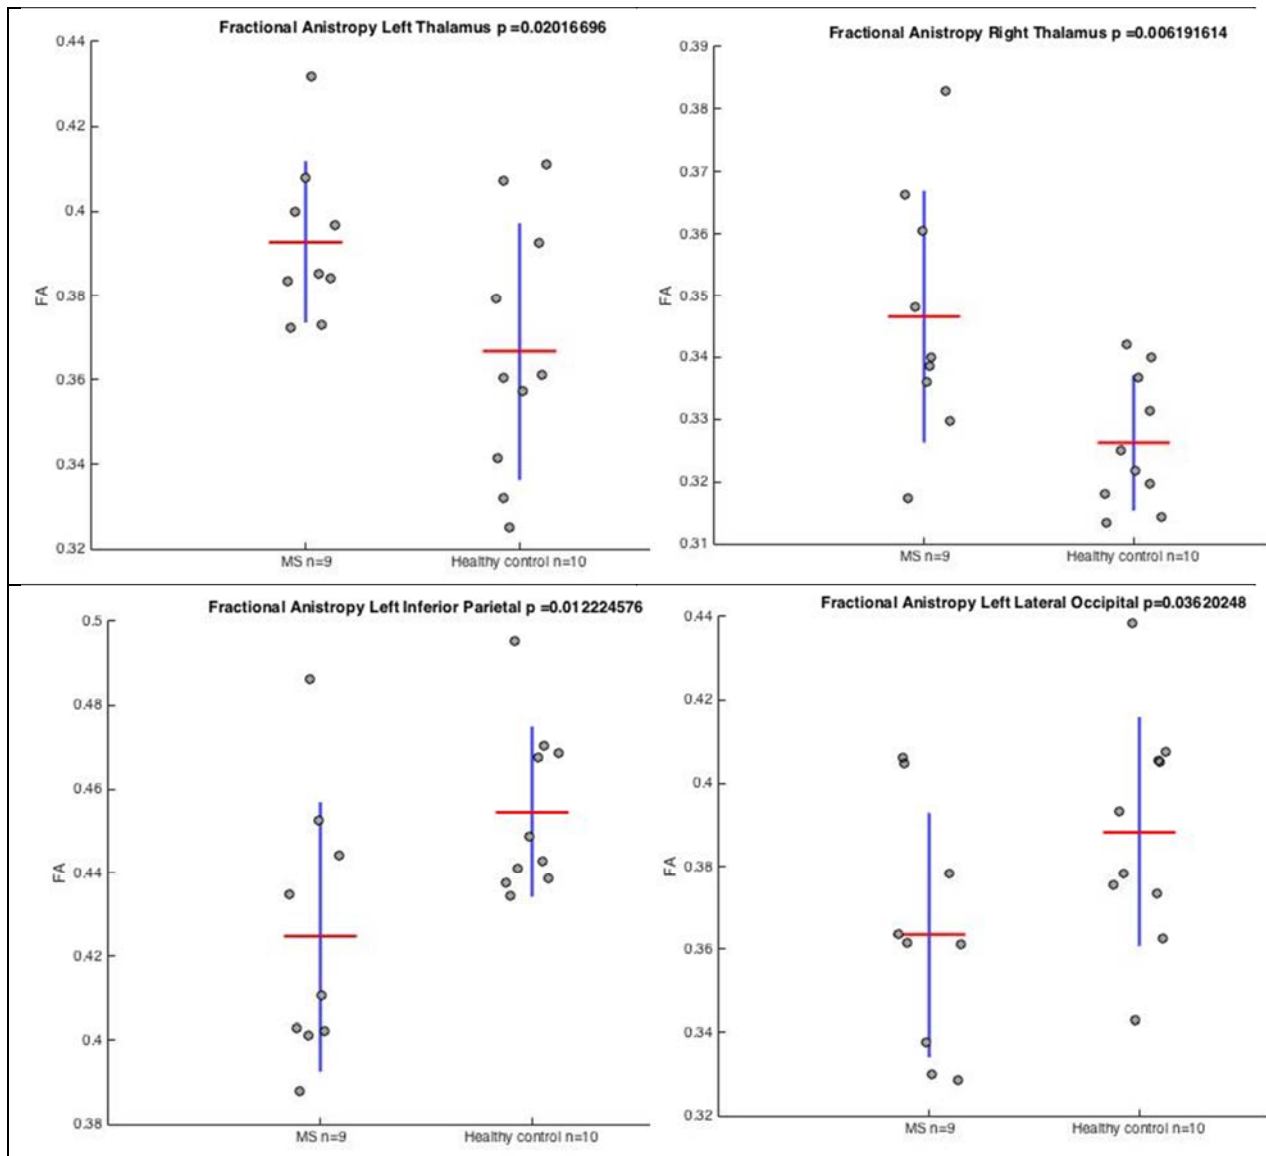 Fractional Anistropy Left Thalamus p =0.02016696
0.44
0.42
0.4
0.38
0.36
0.34
0.32
FA
MS n=9
Healthy control n=10
Fractional Anistropy Right Thalamus p =0.006191614
0.39
0.38
0.37
0.36
0.35
0.34
0.33
0.32
0.31
FA
MS n=9
Healthy control n=10
Fractional Anistropy Left Inferior Parietal p =0.012224576
0.5
0.48
0.46
0.44
0.42
0.4
0.38
FA
MS n=9
Healthy control n=10
Fractional Anistropy Left Lateral Occipital p=0.03620248
0.44
0.42
0.4
0.38
0.36
0.34
0.32
FA
MS n=9
Healthy control n=10